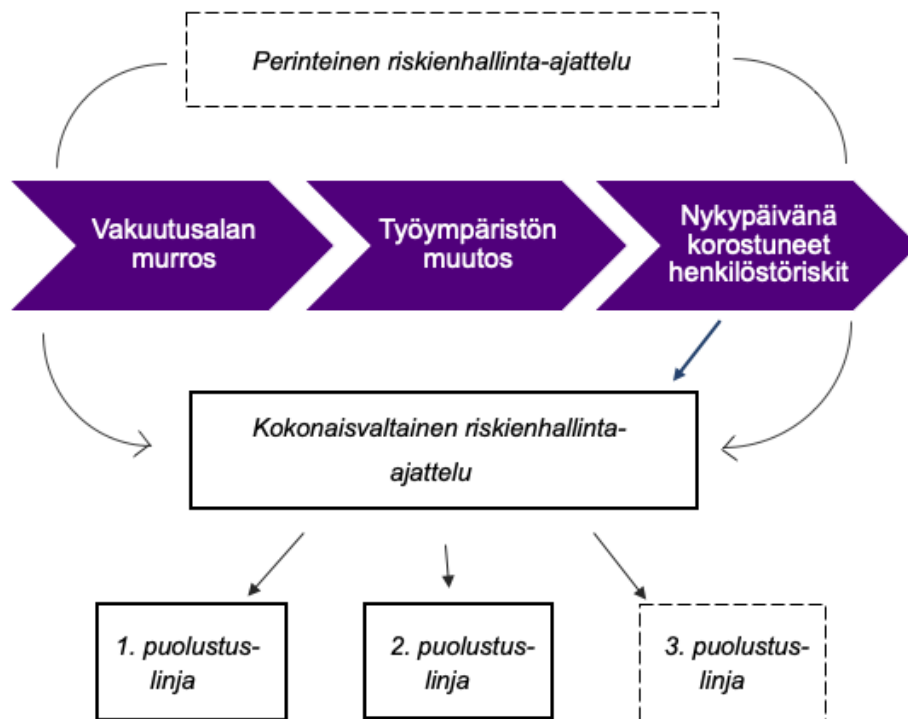 Perinteinen riskienhallinta-ajattelu
Vakuutusalan
murros
Työympäristön
muutos
Nykypäivänä
korostuneet
henkilöstöriskit
Kokonaisvaltainen riskienhallinta-
ajattelu
1. puolustus-
linja
2. puolustus-
linja
3. puolustus-
linja